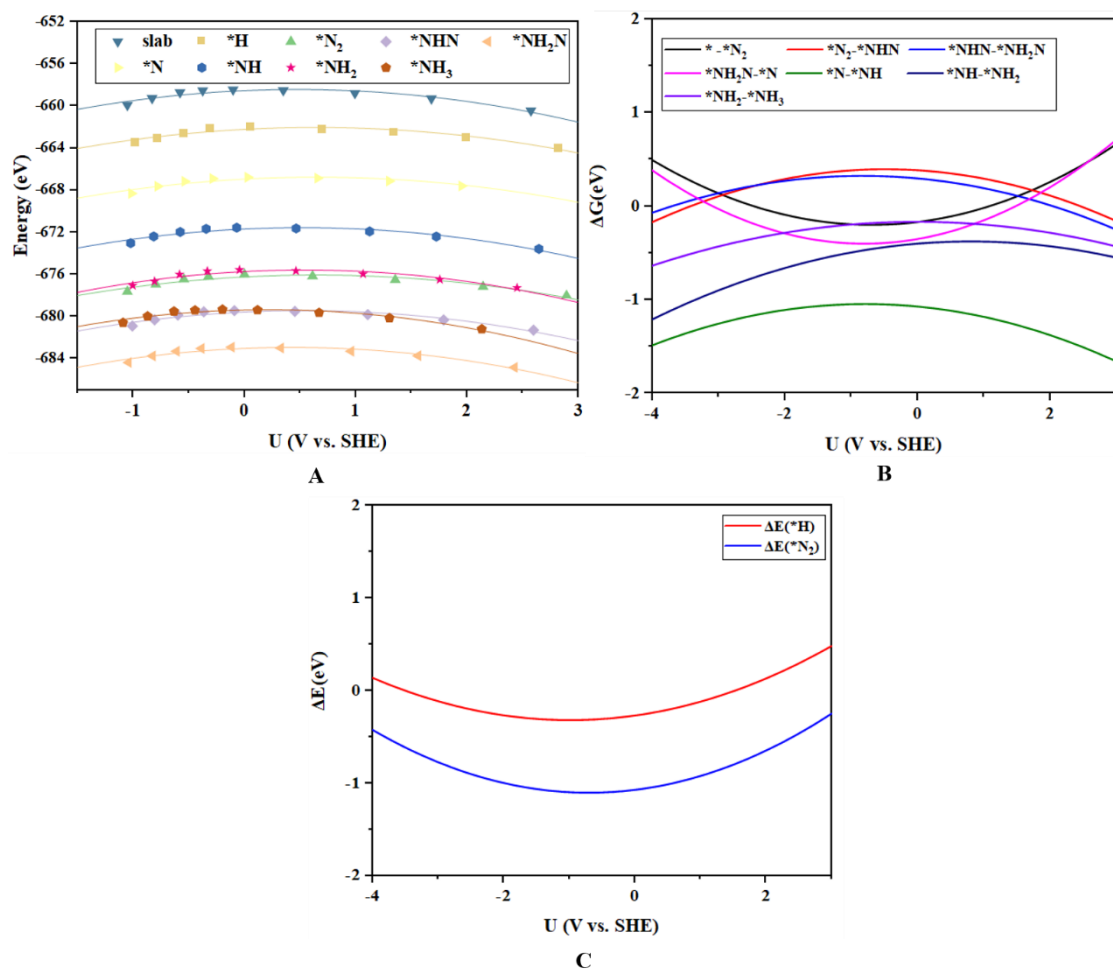 -652
-656
-660
-664
-668
-672
-676
-680
-684
Energy (eV)
slab *H *N₂ *NHN *NH₂N
*N *NH *NH₂ *NH₃
-1 0 1 2 3
U (V vs. SHE)
A
2
1
0
-1
-2
ΔG(eV)
* -*N₂ *N₂-*NHN *NHN-*NH₂N
*NH₂N-*N *N-*NH *NH-*NH₂
*NH₂-*NH₃
-4 -2 0 2
U (V vs. SHE)
B
2
1
0
-1
-2
ΔE(eV)
ΔE(*H)
ΔE(*N₂)
-4 -2 0 2
U (V vs. SHE)
C